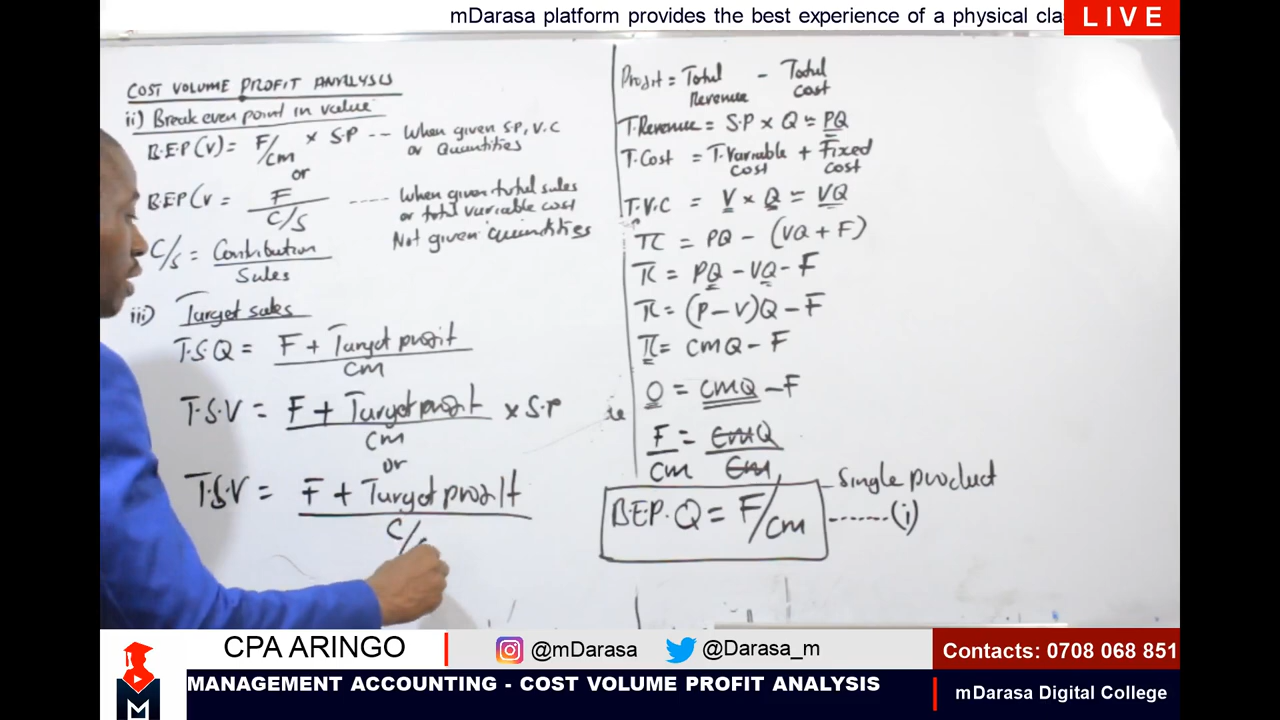 mDarasa platform provides the best experience of a physical cla
LIVE
COST VOLUME PROFIT ANALYSIS
ii) Break even point in value
B.E.P(V) = F/cm × S.P --- When given S.P, V.C
or Quantities
or
BEP(V = F / C/S ---- When given total sales
or total variable cost
Not given quantities
C/S = Contribution / Sales
iii) Target sales
T.S.Q = F + Target profit / cm
T.S.V = F + Target profit / cm × S.P
or
T.S.V = F + Target profit / C/S
Profit = Total Revenue - Total cost
T.Revenue = S.P × Q = PQ
T.Cost = T.Variable cost + Fixed cost
T.V.C = V × Q = VQ
π = PQ - (VQ + F)
π = PQ - VQ - F
π = (P - V)Q - F
π = cmQ - F
0 = cmQ - F
F / cm = cmQ / cm
B.E.P.Q = F/cm
Single product
-------(i)
CPA ARINGO
@mDarasa
@Darasa_m
Contacts: 0708 068 851
M
MANAGEMENT ACCOUNTING - COST VOLUME PROFIT ANALYSIS
mDarasa Digital College